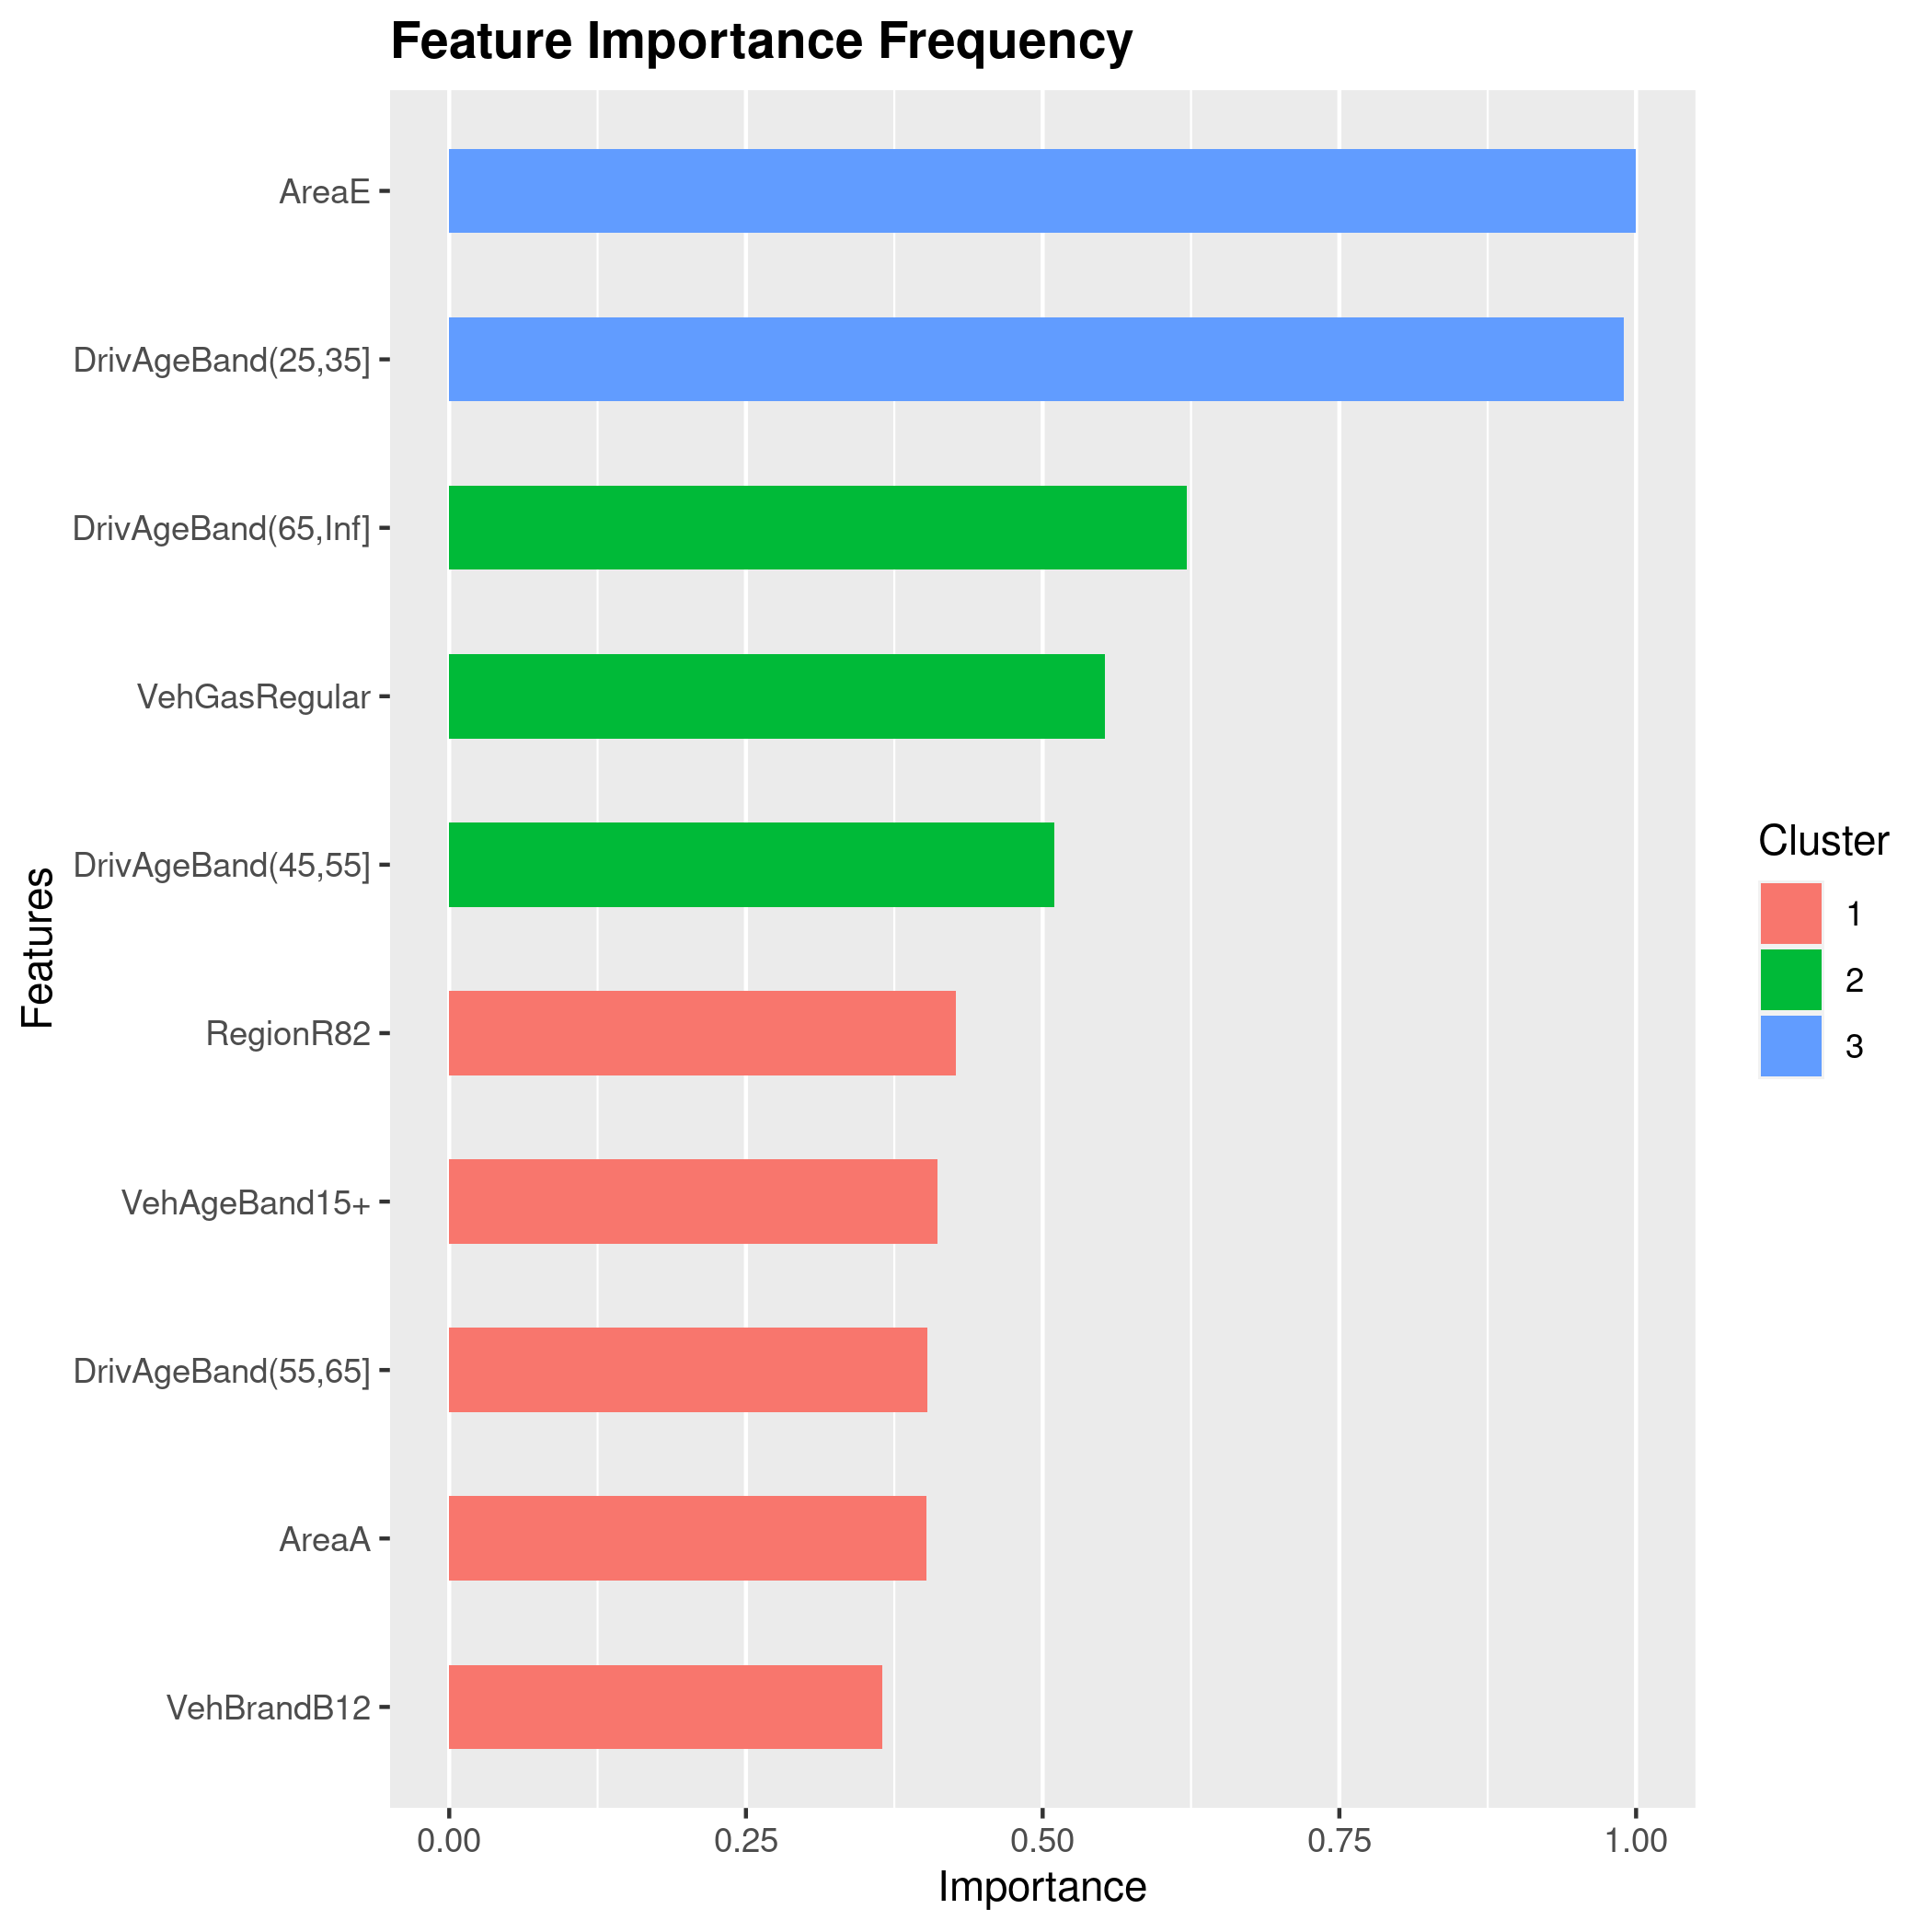 Feature Importance Frequency
Features
AreaE
DrivAgeBand(25,35]
DrivAgeBand(65,Inf]
VehGasRegular
DrivAgeBand(45,55]
RegionR82
VehAgeBand15+
DrivAgeBand(55,65]
AreaA
VehBrandB12
0.00 0.25 0.50 0.75 1.00
Importance
Cluster
1
2
3